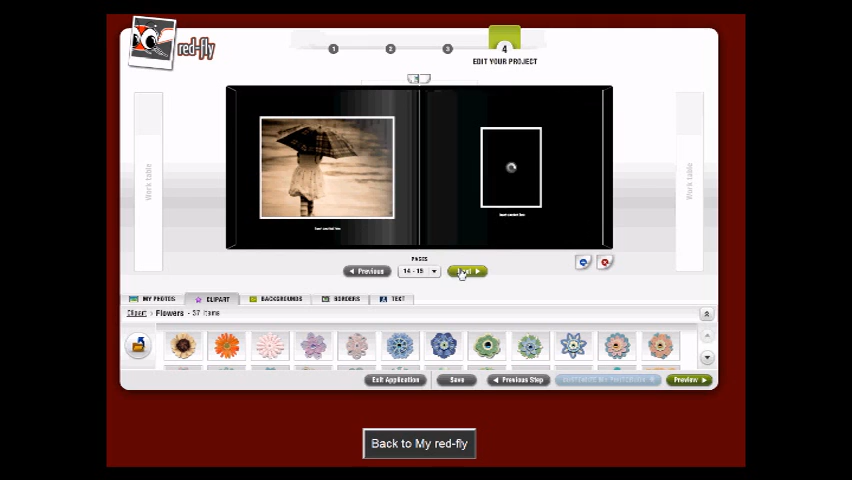 red-fly
1
2
3
4
EDIT YOUR PROJECT
Work table
Work table
PAGES
Previous
14 - 15
Next
MY PHOTOS
CLIPART
BACKGROUNDS
BORDERS
TEXT
Clipart > Flowers - 37 items
Exit Application
Save
Previous Step
Preview
Back to My red-fly